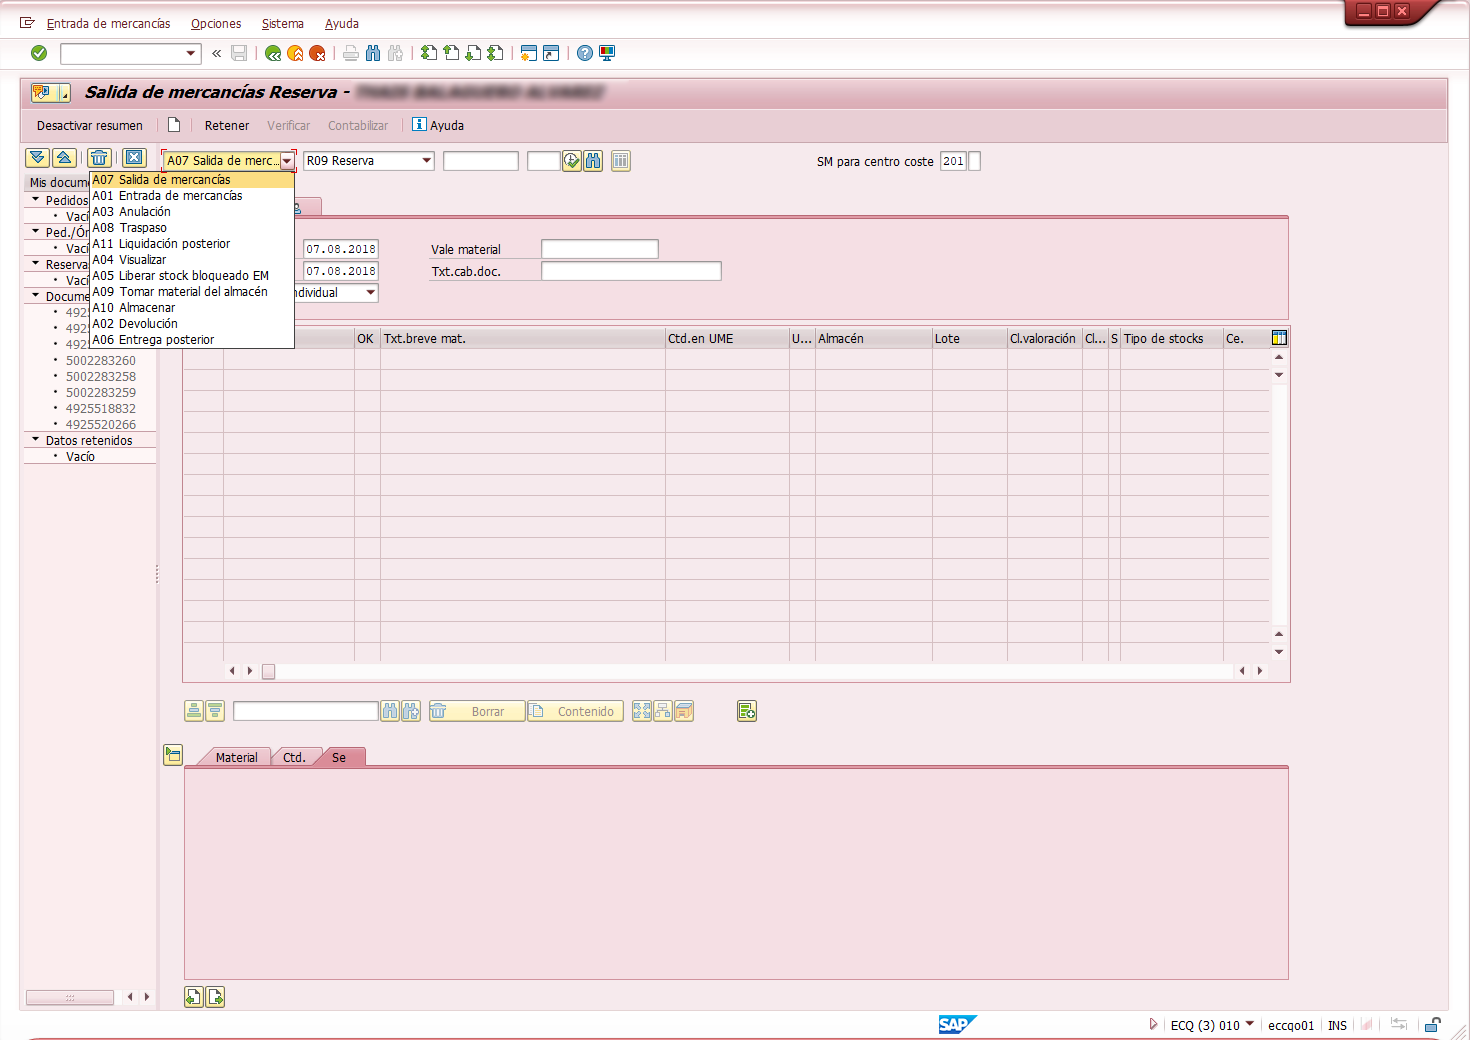 Entrada de mercancías Opciones Sistema Ayuda
Salida de mercancías Reserva -
Desactivar resumen Retener Verificar Contabilizar Ayuda
A07 Salida de merc... R09 Reserva SM para centro coste 201
Mis docume
A07 Salida de mercancías
Pedidos
A01 Entrada de mercancías
Vací
A03 Anulación
Ped./Ór
A08 Traspaso
Vací
A11 Liquidación posterior
07.08.2018 Vale material
Reserva
A04 Visualizar
Vací
A05 Liberar stock bloqueado EM
07.08.2018 Txt.cab.doc.
Docume
A09 Tomar material del almacén
ndividual
4925
A10 Almacenar
4925
A02 Devolución
4925
A06 Entrega posterior
OK Txt.breve mat. Ctd.en UME U... Almacén Lote Cl.valoración Cl... S Tipo de stocks Ce.
5002283260
5002283258
5002283259
4925518832
4925520266
Datos retenidos
Vacío
Borrar Contenido
Material Ctd. Se
SAP ECQ (3) 010 eccqo01 INS